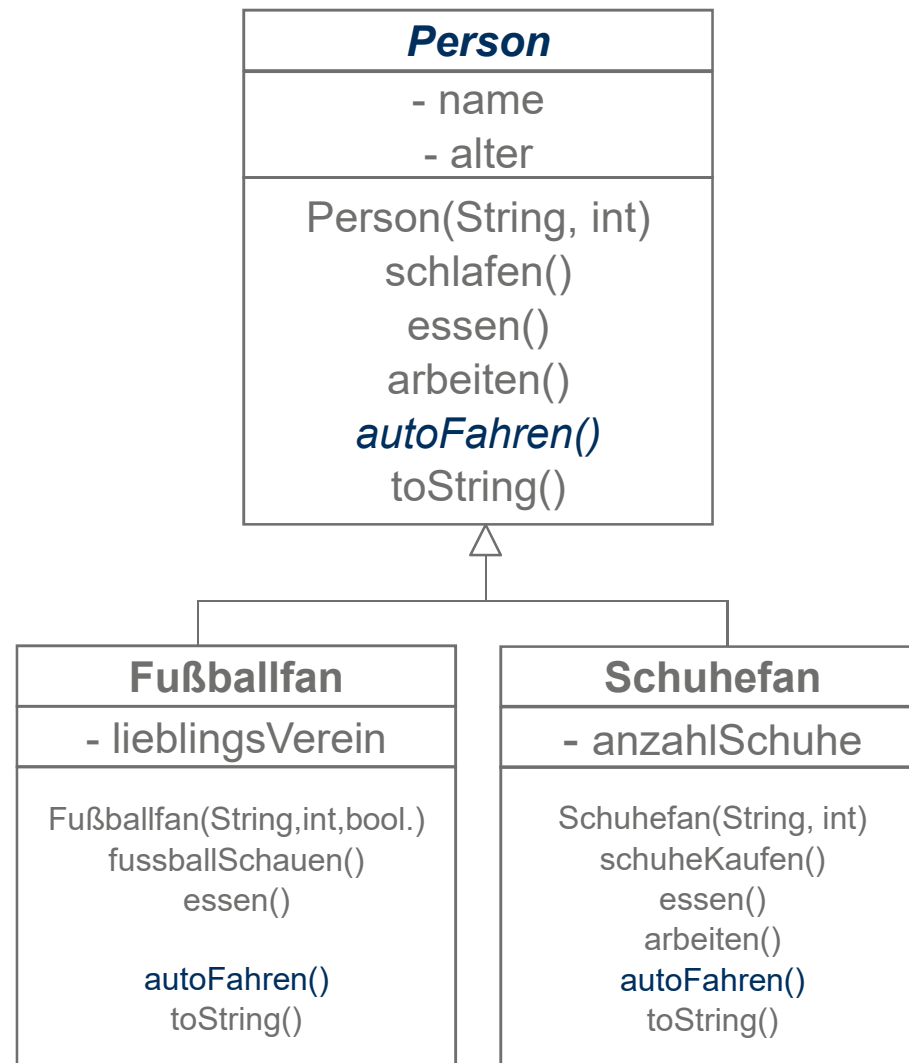 Person
- name
- alter
Person(String, int)
schlafen()
essen()
arbeiten()
autoFahren()
toString()
Fußballfan
- lieblingsVerein
Fußballfan(String,int,bool.)
fussballSchauen()
essen()
autoFahren()
toString()
Schuhefan
- anzahlSchuhe
Schuhefan(String, int)
schuheKaufen()
essen()
arbeiten()
autoFahren()
toString()